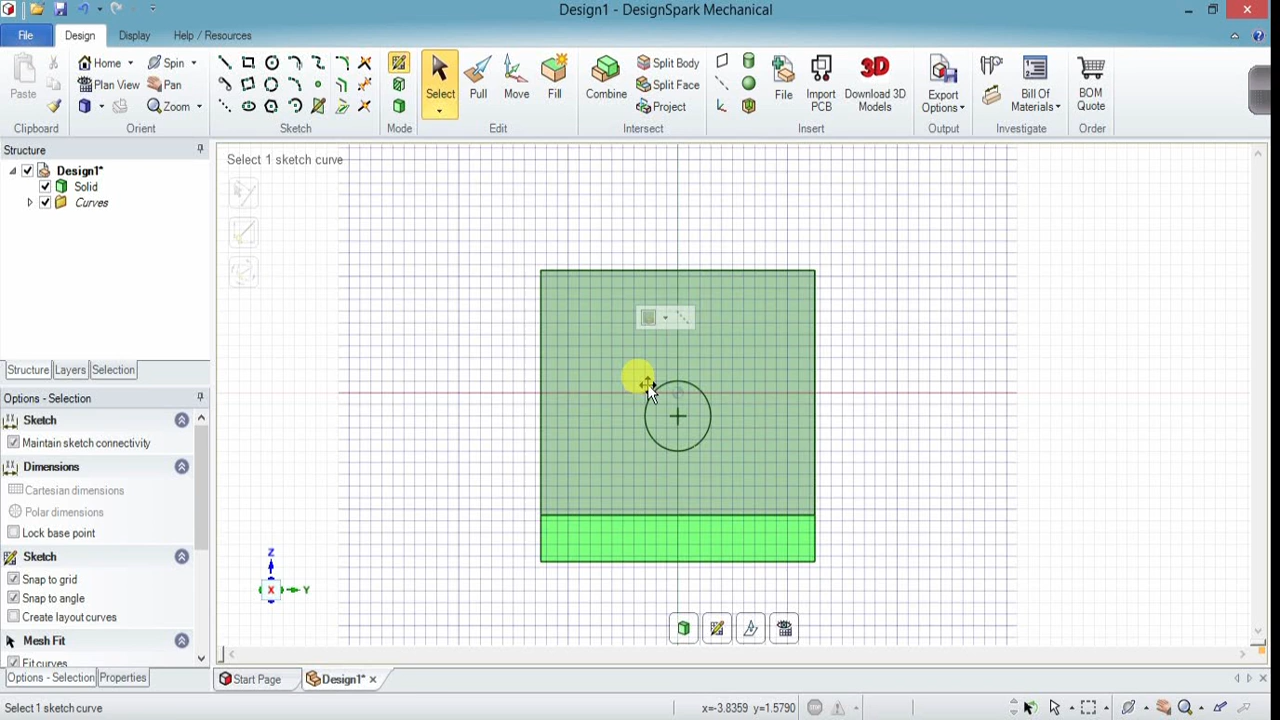 Design1 - DesignSpark Mechanical
File Design Display Help / Resources
Home Spin Split Body
Plan View Pan Split Face
Paste Zoom Select Pull Move Fill Combine Project File Import PCB 3D Download 3D Models Export Options Bill Of Materials BOM Quote
Clipboard Orient Sketch Mode Edit Intersect Insert Output Investigate Order
Structure
Design1*
Solid
Curves
Structure Layers Selection
Options - Selection
Sketch
Maintain sketch connectivity
Dimensions
Cartesian dimensions
Polar dimensions
Lock base point
Sketch
Snap to grid
Snap to angle
Create layout curves
Mesh Fit
Fit curves
Options - Selection Properties
Select 1 sketch curve
Z
X Y
Start Page Design1*
Select 1 sketch curve x=-3.8359 y=1.5790